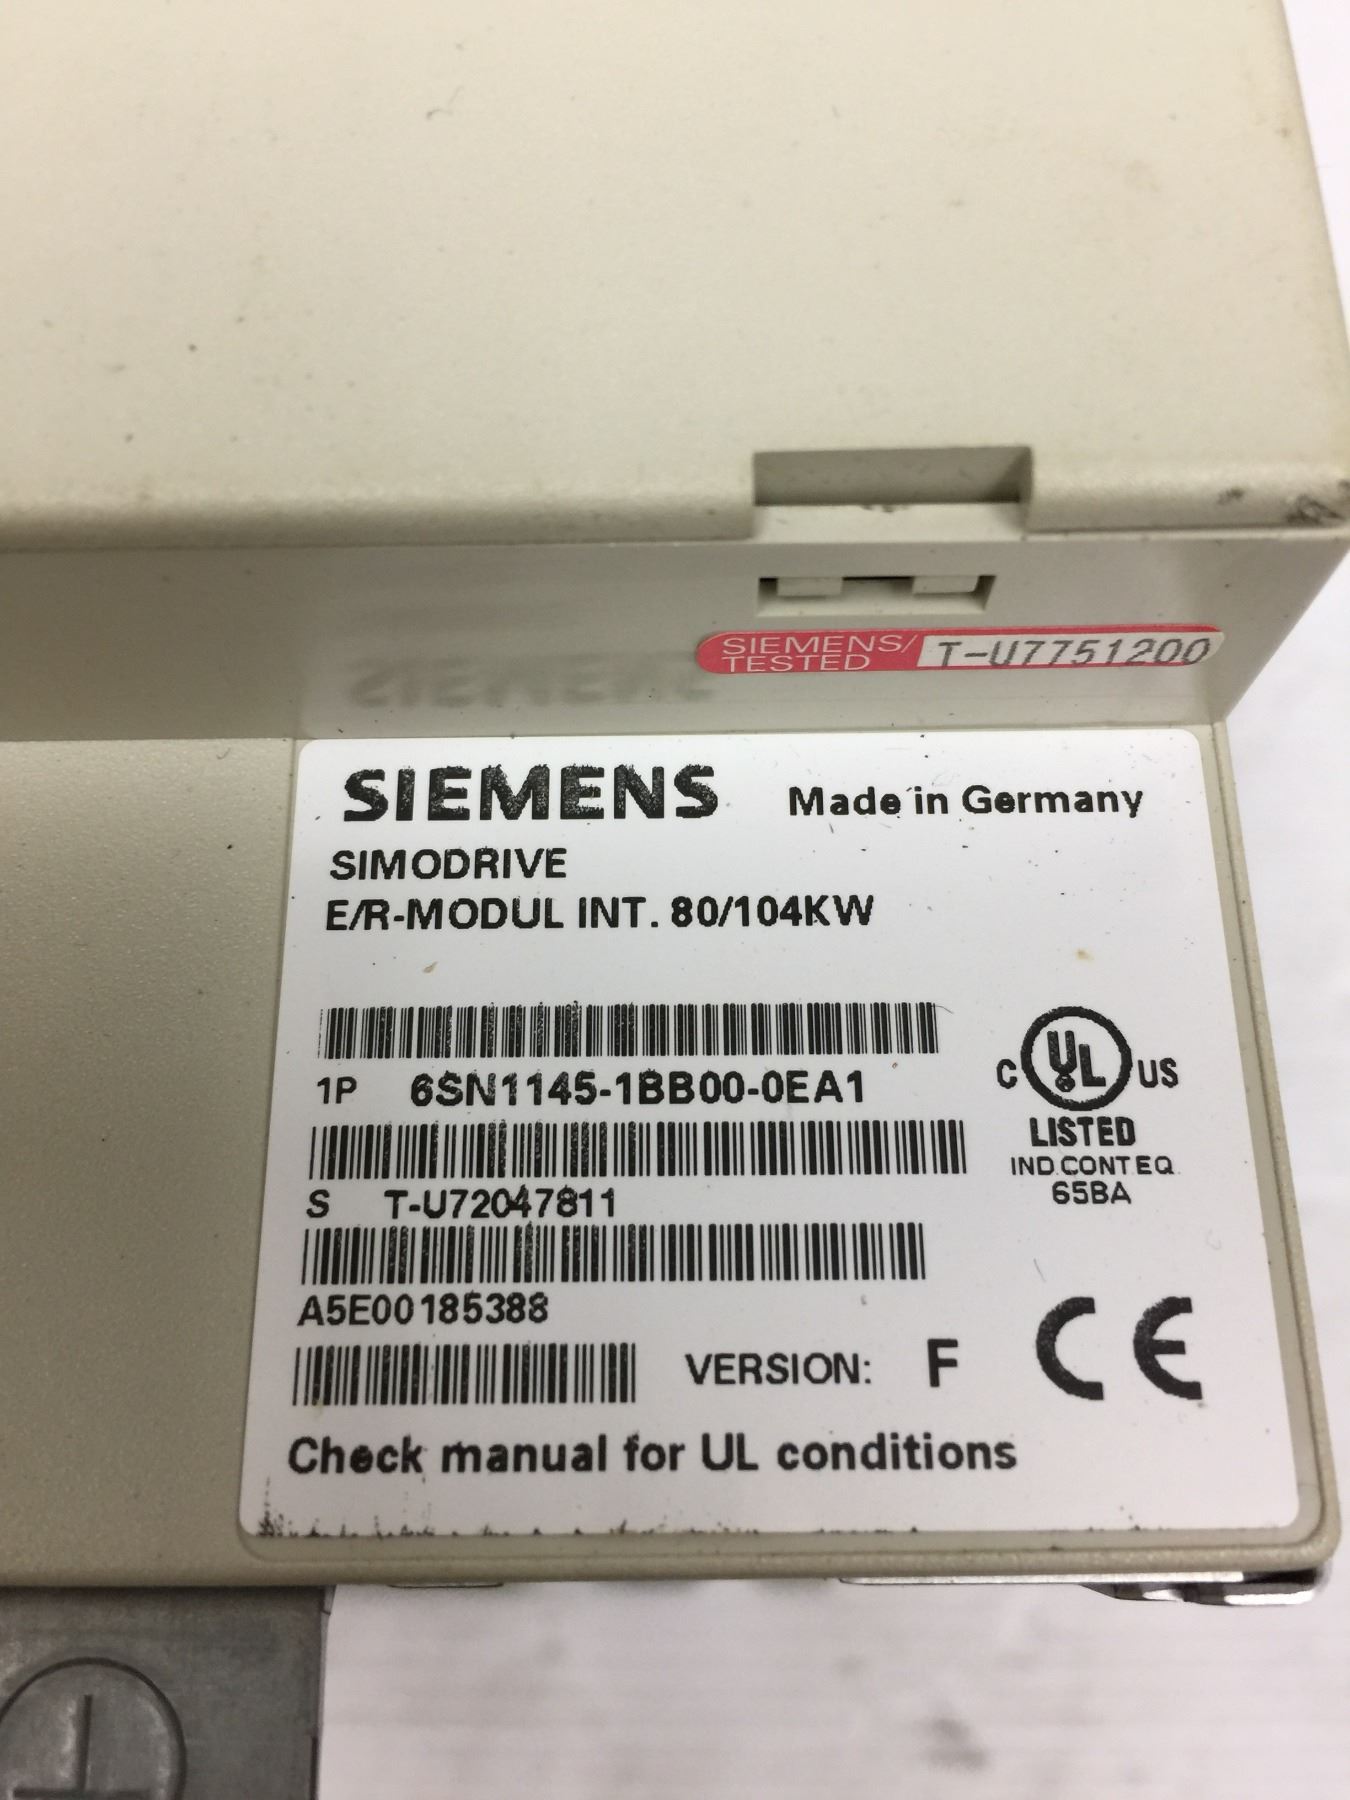 SIEMENS/
TESTED
T-U7751200
SIEMENS
Made in Germany
SIMODRIVE
E/R-MODUL INT. 80/104KW
1P 6SN1145-1BB00-0EA1
C UL US
LISTED
IND.CONT.EQ.
65BA
S T-U72047811
A5E00185388
VERSION: F
CE
Check manual for UL conditions